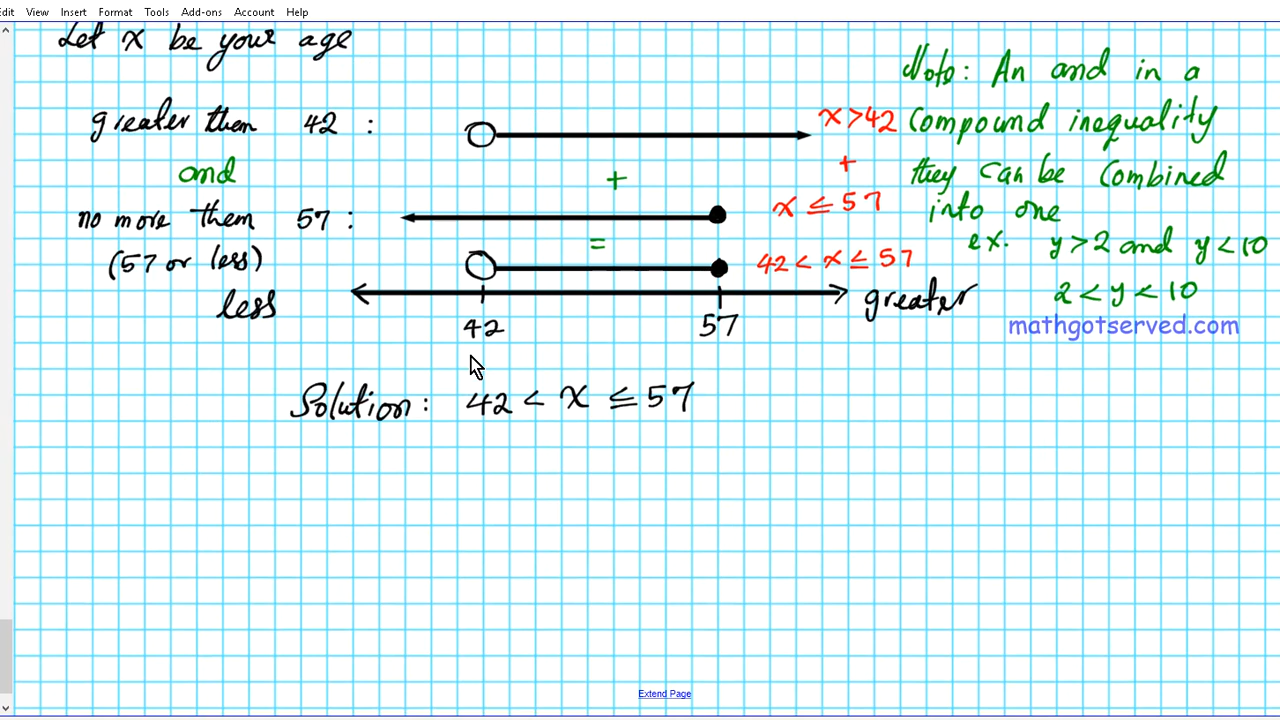 Edit View Insert Format Tools Add-ons Account Help
Let x be your age
greater then 42 :
and
no more then 57 :
(57 or less)
less
+
=
x>42
+
x ≤ 57
42 < x ≤ 57
greater
42
57
Note: An and in a
Compound inequality
they can be Combined
into one
ex. y>2 and y<10
2 < y < 10
mathgotserved.com
Solution: 42 < x ≤ 57
Extend Page